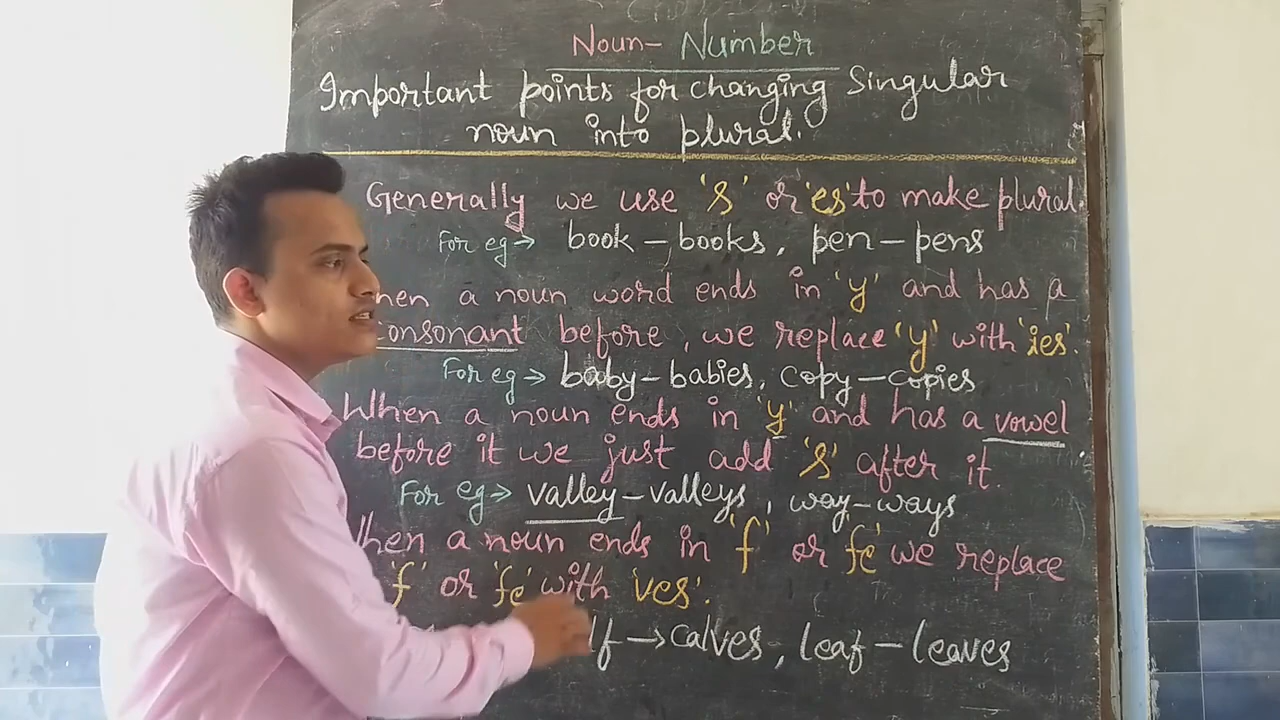 Noun- Number
Important points for changing Singular
noun into plural.
Generally we use 's' or 'es' to make plural.
For eg → book - books, pen - pens
hen a noun word ends in 'y' and has a
consonant before, we replace 'y' with 'ies'.
For eg → baby - babies, copy - copies
When a noun ends in 'y' and has a vowel
before it we just add 's' after it.
For eg → valley - valleys, way - ways
When a noun ends in 'f' or 'fe' we replace
'f' or 'fe' with 'ves'.
lf → calves, leaf - leaves